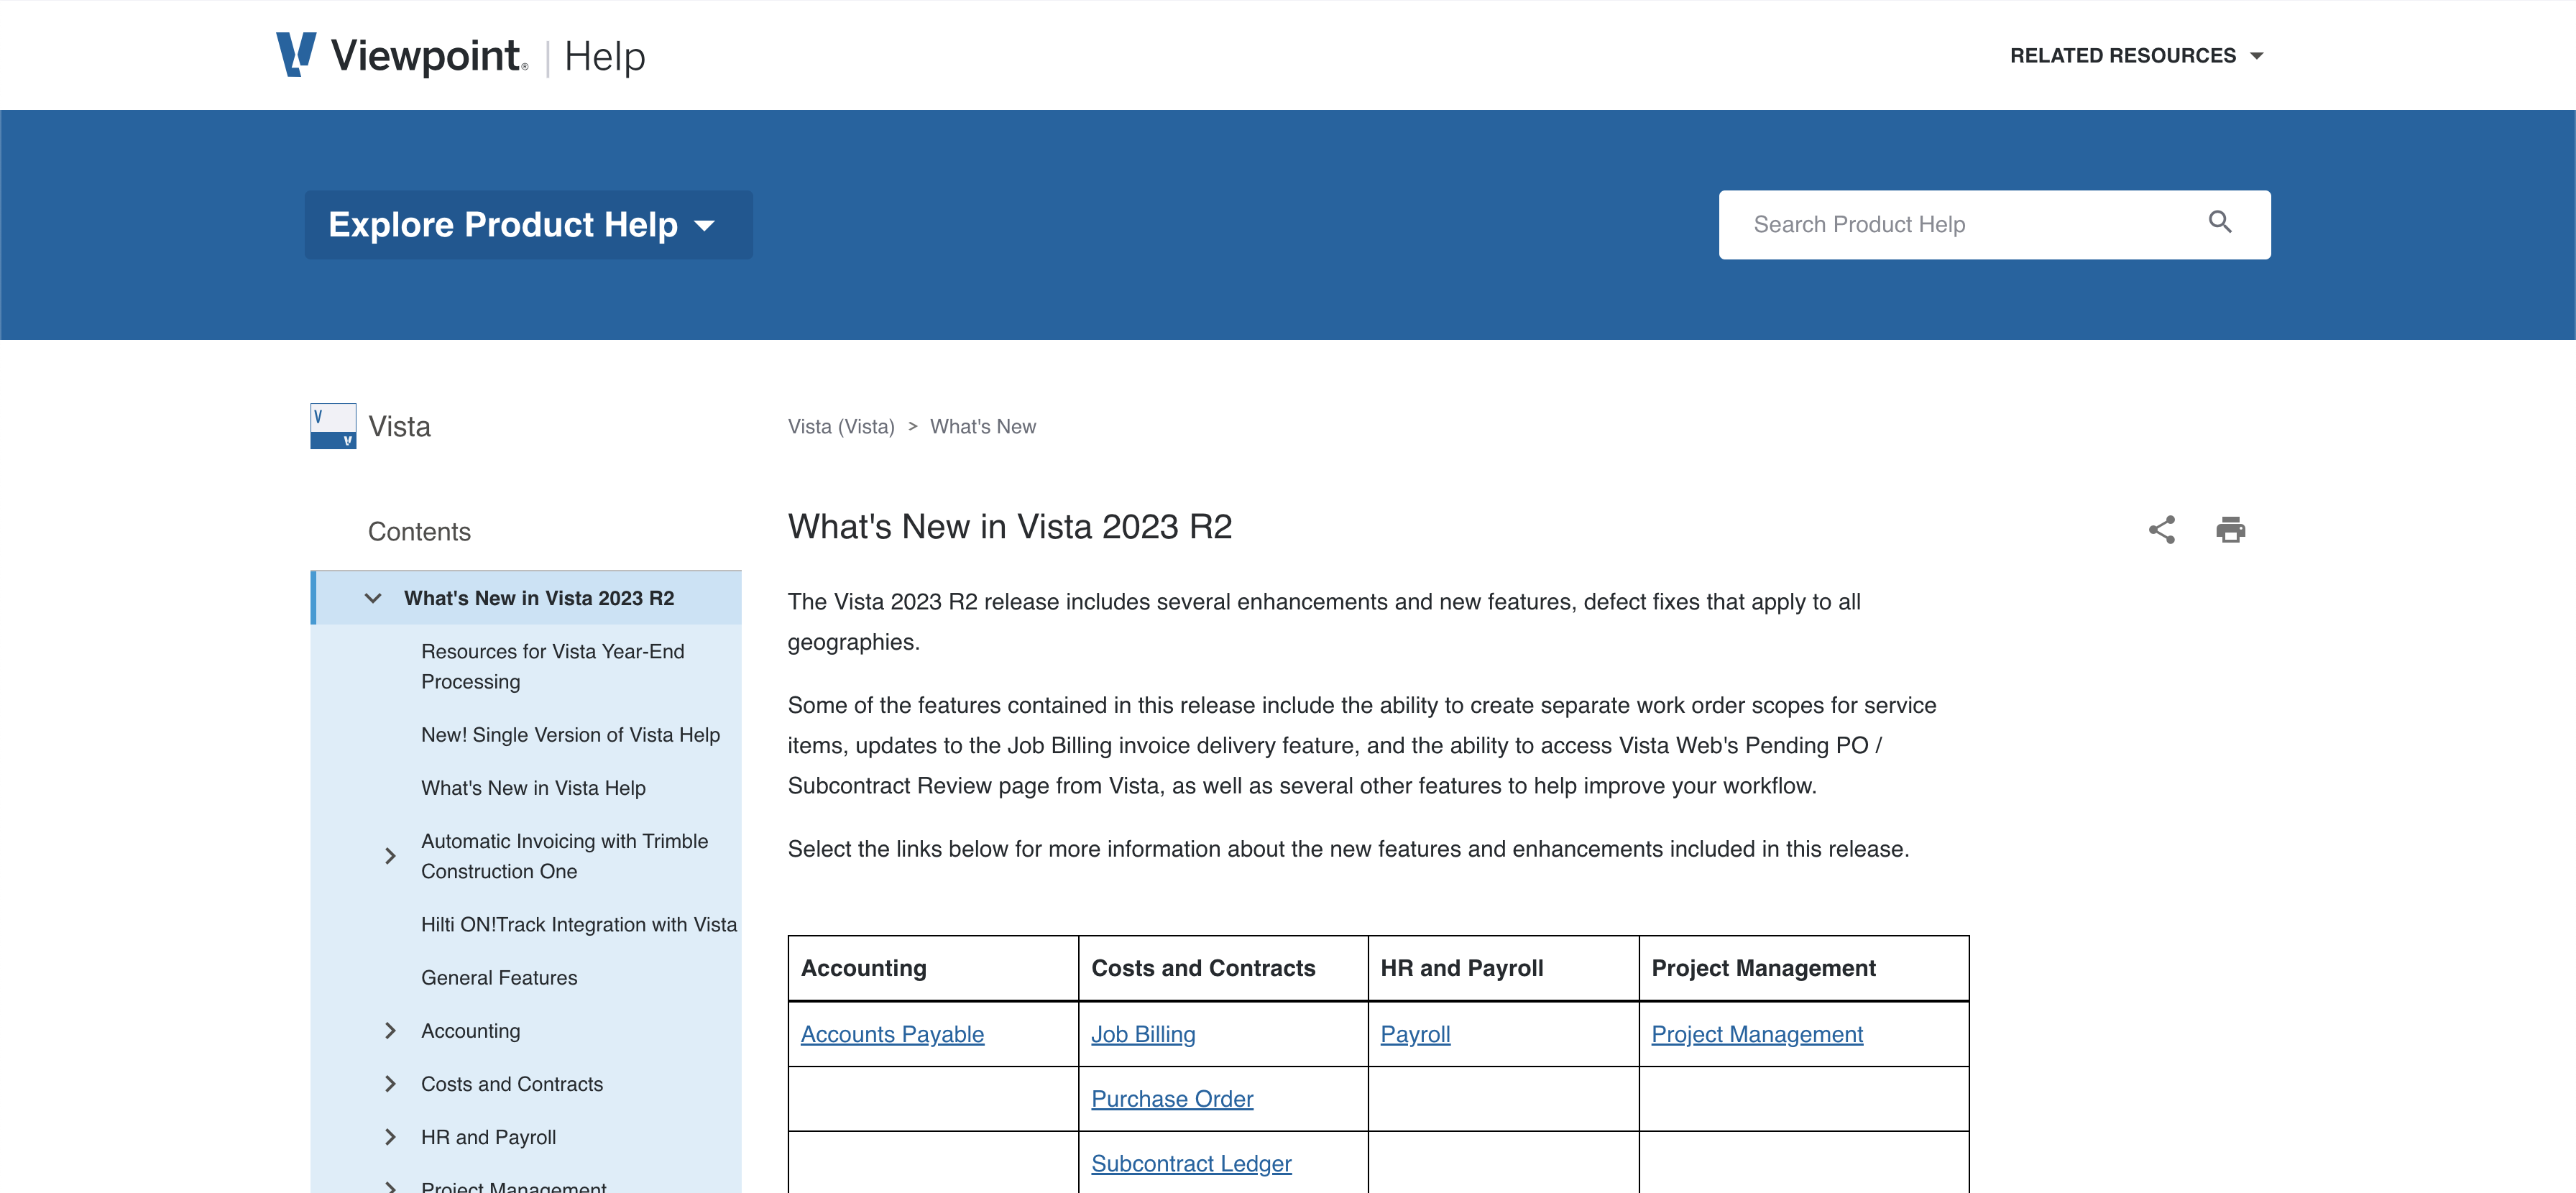 Viewpoint® | Help
RELATED RESOURCES
Explore Product Help
Search Product Help
V
Vista
Vista (Vista) > What's New
Contents
What's New in Vista 2023 R2
Resources for Vista Year-End
Processing
New! Single Version of Vista Help
What's New in Vista Help
Automatic Invoicing with Trimble
Construction One
Hilti ON!Track Integration with Vista
General Features
Accounting
Costs and Contracts
HR and Payroll
Project Management
What's New in Vista 2023 R2
The Vista 2023 R2 release includes several enhancements and new features, defect fixes that apply to all
geographies.
Some of the features contained in this release include the ability to create separate work order scopes for service
items, updates to the Job Billing invoice delivery feature, and the ability to access Vista Web's Pending PO /
Subcontract Review page from Vista, as well as several other features to help improve your workflow.
Select the links below for more information about the new features and enhancements included in this release.
Accounting Costs and Contracts HR and Payroll Project Management
Accounts Payable Job Billing Payroll Project Management
Purchase Order
Subcontract Ledger